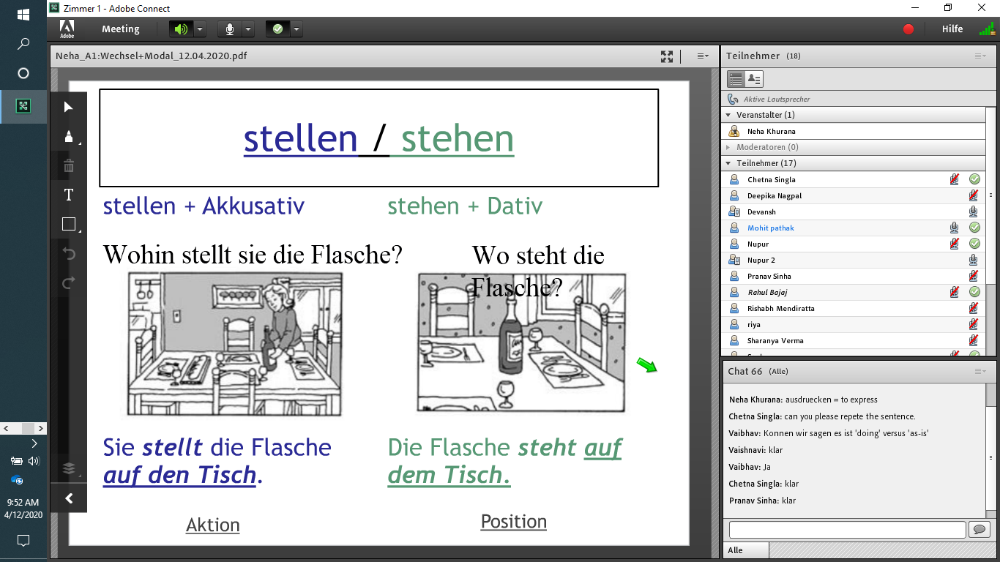 Zimmer 1 - Adobe Connect
Adobe
Meeting
Hilfe
Neha_A1:Wechsel+Modal_12.04.2020.pdf
stellen / stehen
stellen + Akkusativ
stehen + Dativ
Wohin stellt sie die Flasche?
Wo steht die
Flasche?
Sie stellt die Flasche
auf den Tisch.
Die Flasche steht auf
dem Tisch.
Aktion
Position
T
Teilnehmer (18)
Aktive Lautsprecher
Veranstalter (1)
Neha Khurana
Moderatoren (0)
Teilnehmer (17)
Chetna Singla
Deepika Nagpal
Devansh
Mohit pathak
Nupur
Nupur 2
Pranav Sinha
Rahul Bajaj
Rishabh Mendiratta
riya
Sharanya Verma
Chat 66 (Alle)
Neha Khurana: ausdruecken = to express
Chetna Singla: can you please repete the sentence.
Vaibhav: Konnen wir sagen es ist 'doing' versus 'as-is'
Vaishnavi: klar
Vaibhav: Ja
Chetna Singla: klar
Pranav Sinha: klar
Alle
9:52 AM
4/12/2020